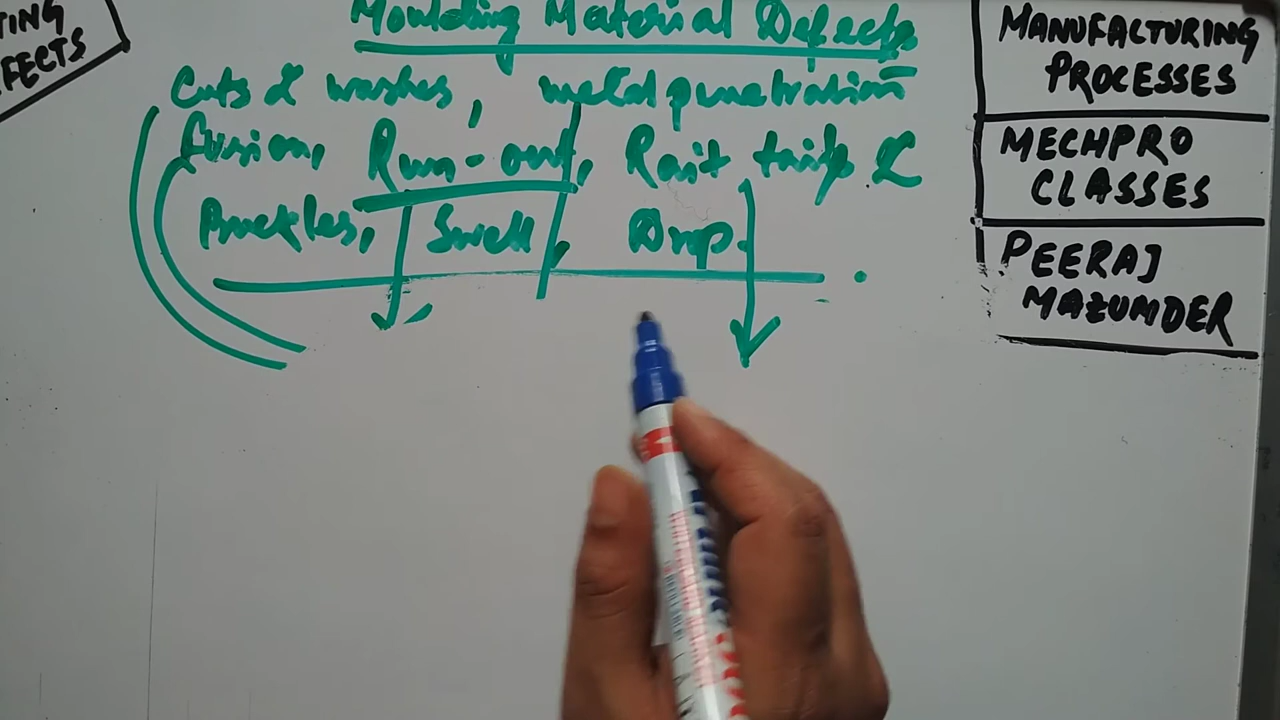 TING
FECTS
Moulding Material Defects
Cuts & washes, metal penetration
Fusion, Run-out, Rait tails &
Buckles, Swell, Drop.
MANUFACTURING
PROCESSES
MECHPRO
CLASSES
PEERAJ
MAZUMDER